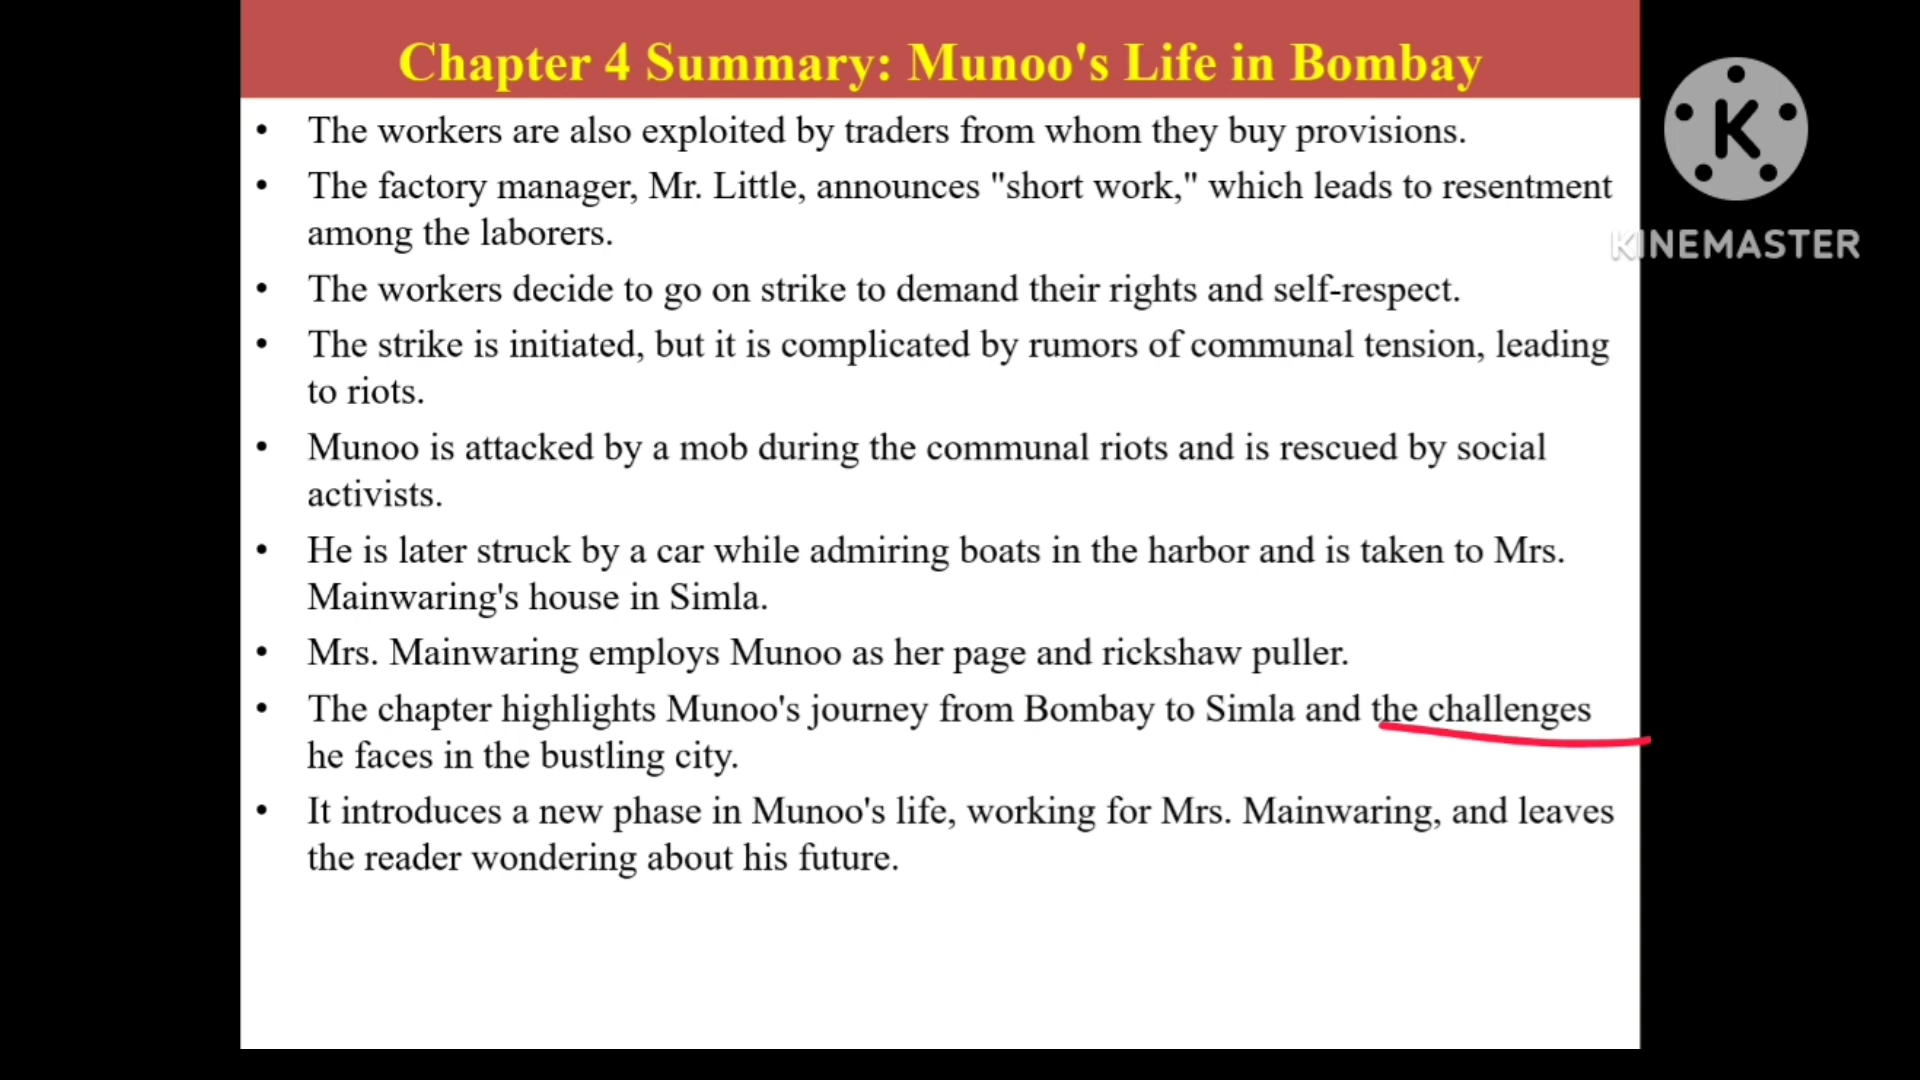 Chapter 4 Summary: Munoo's Life in Bombay
• The workers are also exploited by traders from whom they buy provisions.
• The factory manager, Mr. Little, announces "short work," which leads to resentment
among the laborers.
• The workers decide to go on strike to demand their rights and self-respect.
• The strike is initiated, but it is complicated by rumors of communal tension, leading
to riots.
• Munoo is attacked by a mob during the communal riots and is rescued by social
activists.
• He is later struck by a car while admiring boats in the harbor and is taken to Mrs.
Mainwaring's house in Simla.
• Mrs. Mainwaring employs Munoo as her page and rickshaw puller.
• The chapter highlights Munoo's journey from Bombay to Simla and the challenges
he faces in the bustling city.
• It introduces a new phase in Munoo's life, working for Mrs. Mainwaring, and leaves
the reader wondering about his future.
K
KINEMASTER